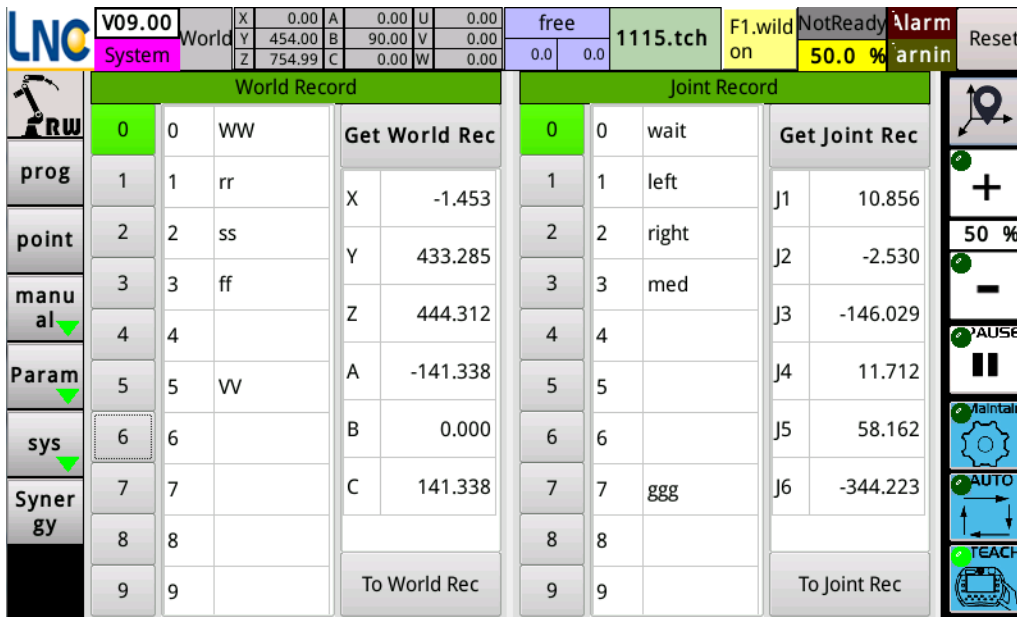 LNC
V09.00
System
World
X 0.00 A 0.00 U 0.00
Y 454.00 B 90.00 V 0.00
Z 754.99 C 0.00 W 0.00
free
0.0 0.0
1115.tch
F1.wild
on
NotReady
50.0 %
Alarm
arnin
Reset
RW
prog
point
manu
al
Param
sys
Syner
gy
World Record
0 0 WW
1 1 rr
2 2 ss
3 3 ff
4 4
5 5 VV
6 6
7 7
8 8
9 9
Get World Rec
X -1.453
Y 433.285
Z 444.312
A -141.338
B 0.000
C 141.338
To World Rec
Joint Record
0 0 wait
1 1 left
2 2 right
3 3 med
4 4
5 5
6 6
7 7 ggg
8 8
9 9
Get Joint Rec
J1 10.856
J2 -2.530
J3 -146.029
J4 11.712
J5 58.162
J6 -344.223
To Joint Rec
+
50 %
-
PAUSE
Maintain
AUTO
TEACH